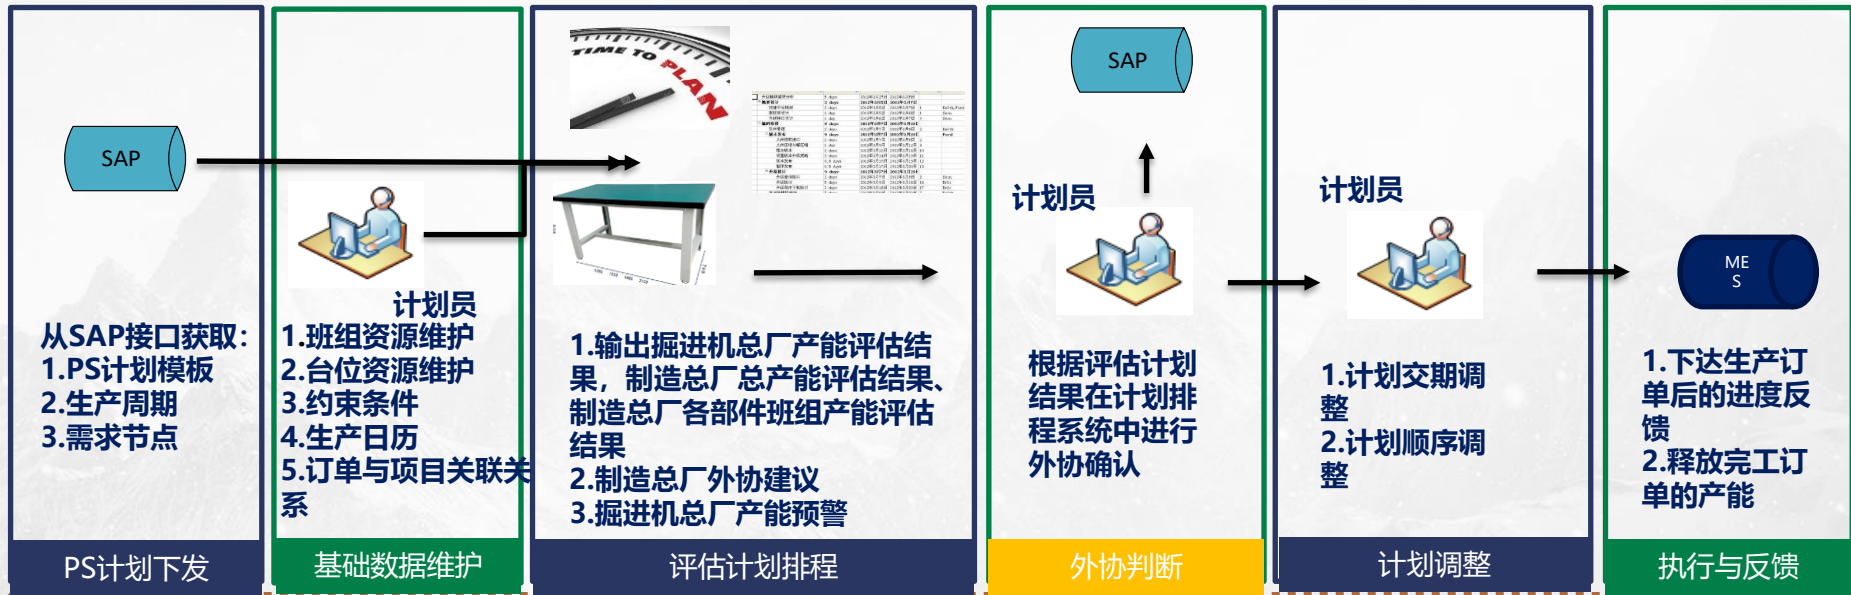 SAP
从SAP接口获取：
1.PS计划模板
2.生产周期
3.需求节点
PS计划下发
计划员
1.班组资源维护
2.台位资源维护
3.约束条件
4.生产日历
5.订单与项目关联关
系
基础数据维护
TIME TO PLAN
1.输出掘进机总厂产能评估结
果，制造总厂总产能评估结果、
制造总厂各部件班组产能评估
结果
2.制造总厂外协建议
3.掘进机总厂产能预警
评估计划排程
SAP
计划员
根据评估计划
结果在计划排
程系统中进行
外协确认
外协判断
计划员
1.计划交期调
整
2.计划顺序调
整
计划调整
ME
S
1.下达生产订
单后的进度反
馈
2.释放完工订
单的产能
执行与反馈